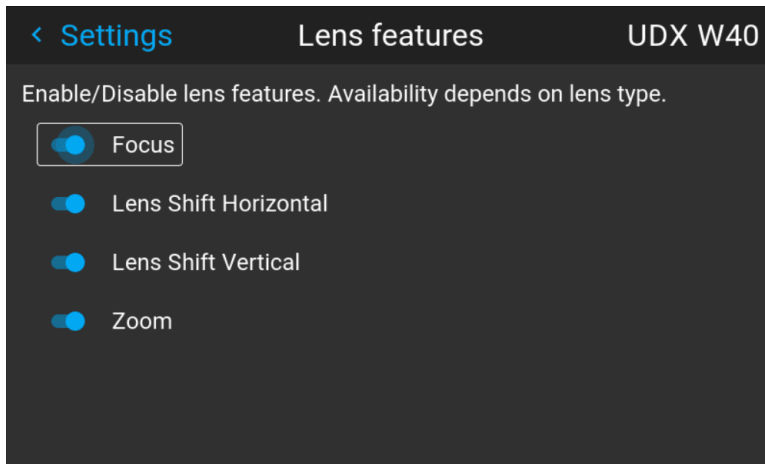 Settings
Lens features
UDX W40
Enable/Disable lens features. Availability depends on lens type.
Focus
Lens Shift Horizontal
Lens Shift Vertical
Zoom